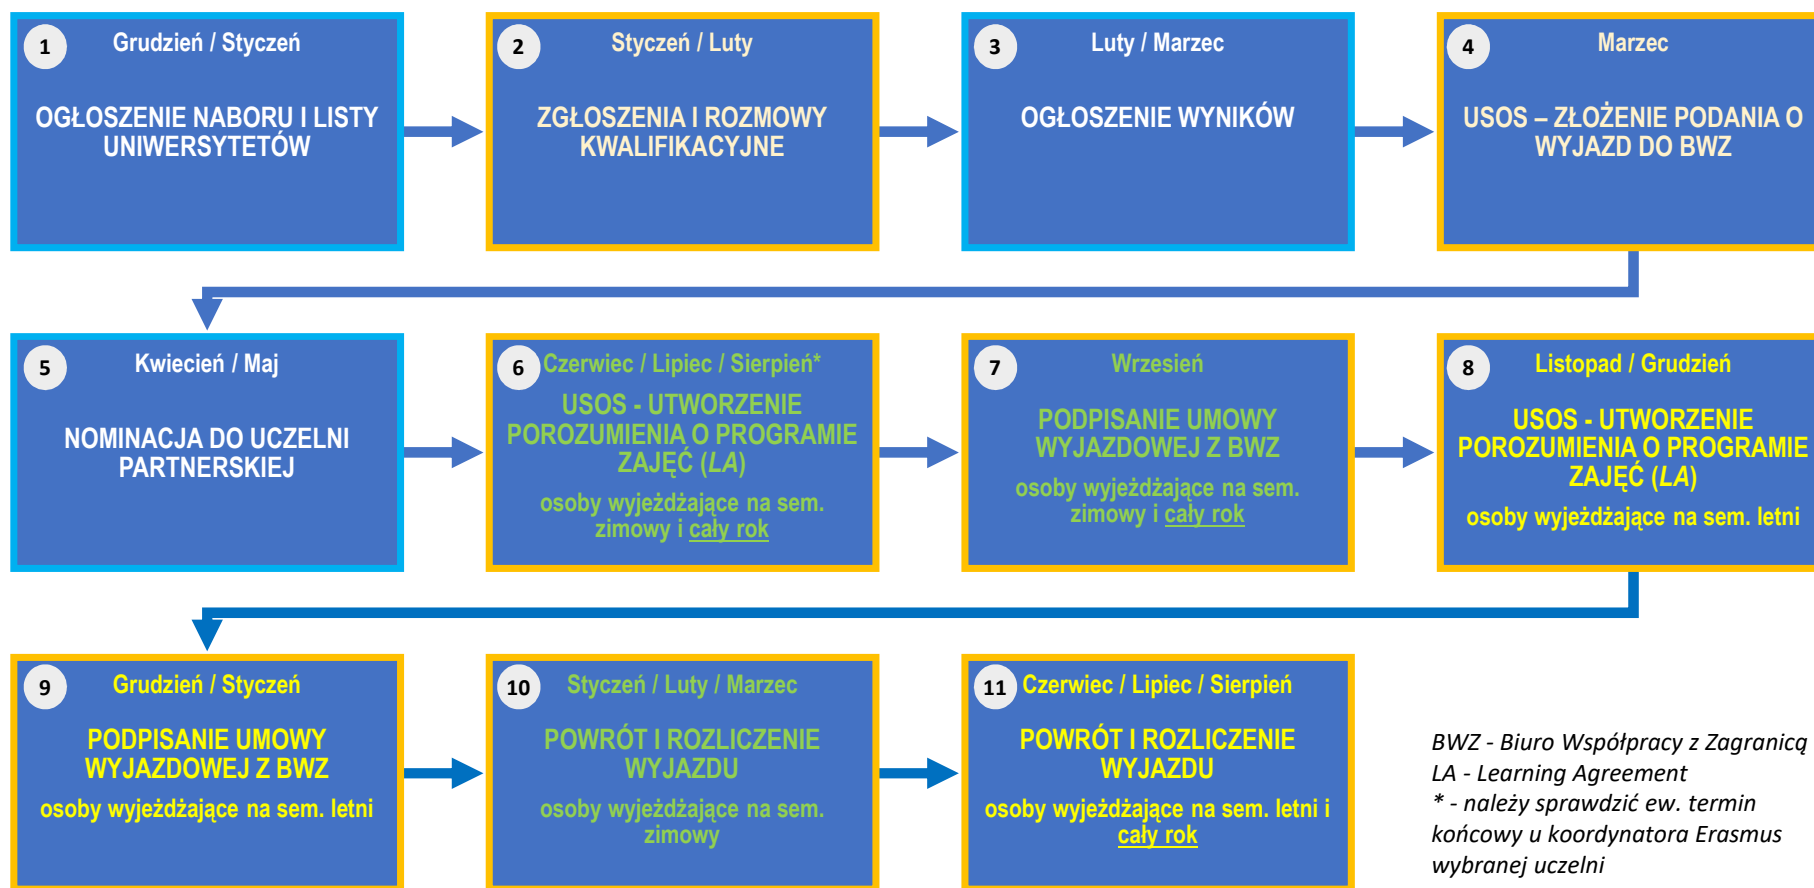 1
Grudzień / Styczeń
OGŁOSZENIE NABORU I LISTY
UNIWERSYTETÓW
2
Styczeń / Luty
ZGŁOSZENIA I ROZMOWY
KWALIFIKACYJNE
3
Luty / Marzec
OGŁOSZENIE WYNIKÓW
4
Marzec
USOS – ZŁOŻENIE PODANIA O
WYJAZD DO BWZ
5
Kwiecień / Maj
NOMINACJA DO UCZELNI
PARTNERSKIEJ
6
Czerwiec / Lipiec / Sierpień*
USOS - UTWORZENIE
POROZUMIENIA O PROGRAMIE
ZAJĘĆ (LA)
osoby wyjeżdżające na sem.
zimowy i cały rok
7
Wrzesień
PODPISANIE UMOWY
WYJAZDOWEJ Z BWZ
osoby wyjeżdżające na sem.
zimowy i cały rok
8
Listopad / Grudzień
USOS - UTWORZENIE
POROZUMIENIA O PROGRAMIE
ZAJĘĆ (LA)
osoby wyjeżdżające na sem. letni
9
Grudzień / Styczeń
PODPISANIE UMOWY
WYJAZDOWEJ Z BWZ
osoby wyjeżdżające na sem. letni
10
Styczeń / Luty / Marzec
POWRÓT I ROZLICZENIE
WYJAZDU
osoby wyjeżdżające na sem.
zimowy
11
Czerwiec / Lipiec / Sierpień
POWRÓT I ROZLICZENIE
WYJAZDU
osoby wyjeżdżające na sem. letni i
cały rok
BWZ - Biuro Współpracy z Zagranicą
LA - Learning Agreement
* - należy sprawdzić ew. termin
końcowy u koordynatora Erasmus
wybranej uczelni